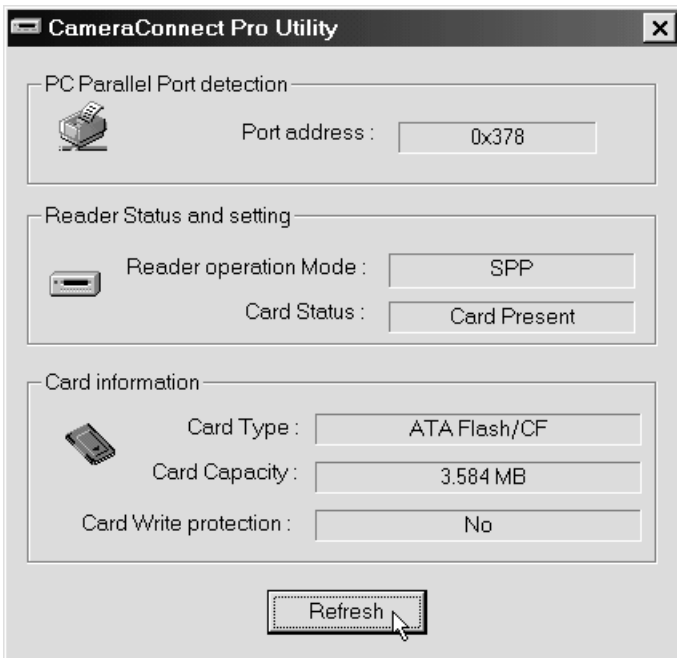 CameraConnect Pro Utility
PC Parallel Port detection
Port address : 0x378
Reader Status and setting
Reader operation Mode : SPP
Card Status : Card Present
Card information
Card Type : ATA Flash/CF
Card Capacity : 3.584 MB
Card Write protection : No
Refresh